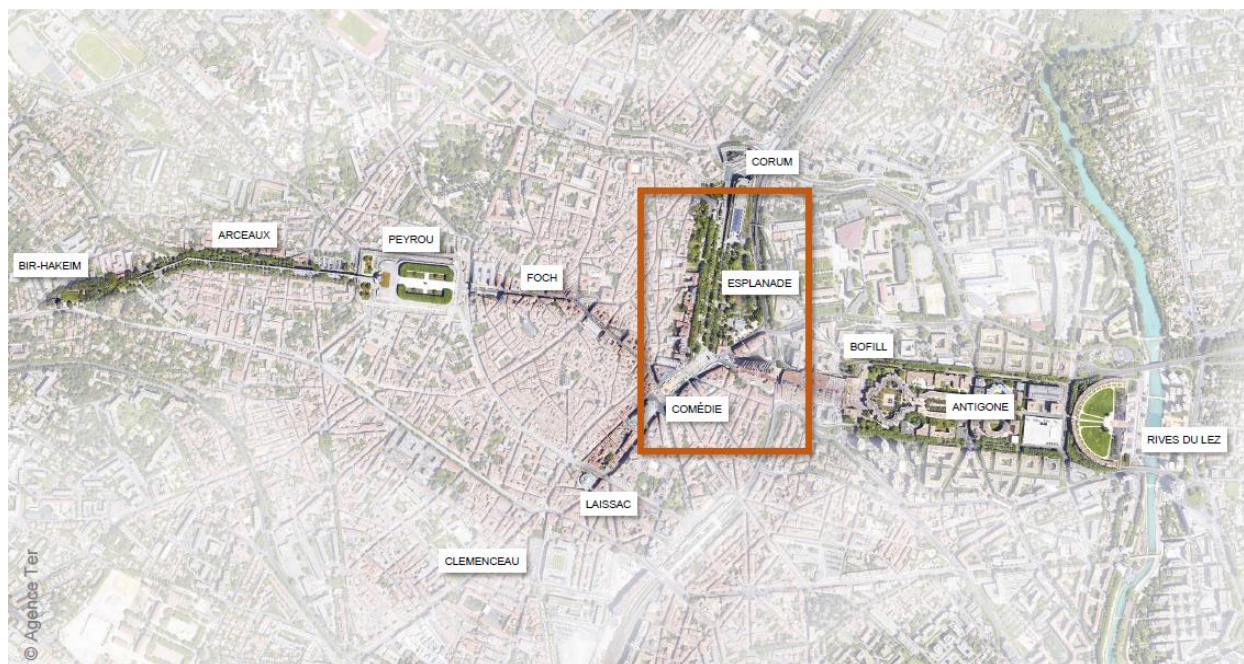 CORUM
ARCEAUX
PEYROU
BIR-HAKEIM
FOCH
ESPLANADE
BOFILL
COMÉDIE
ANTIGONE
RIVES DU LEZ
LAISSAC
CLEMENCEAU
© Agence Ter